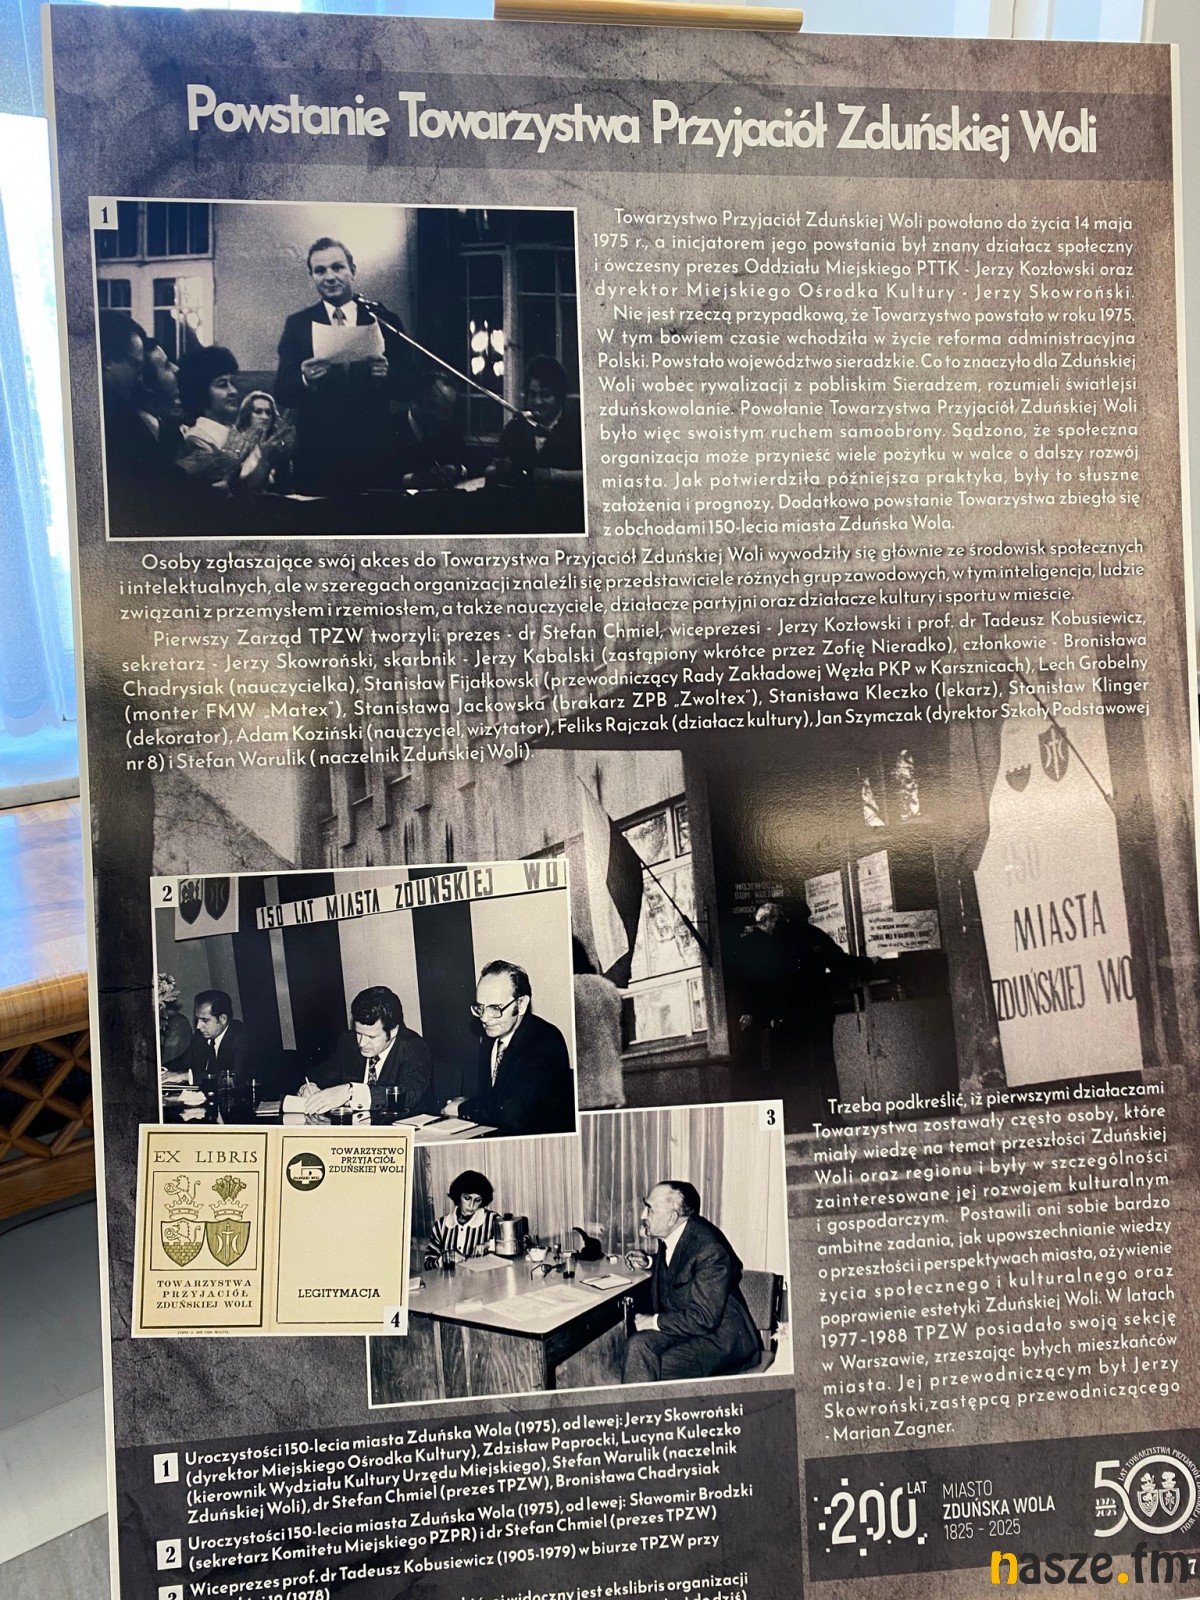 Powstanie Towarzystwa Przyjaciół Zduńskiej Woli
1
Towarzystwo Przyjaciół Zduńskiej Woli powołano do życia 14 maja
1975 r., a inicjatorem jego powstania był znany działacz społeczny
i ówczesny prezes Oddziału Miejskiego PTTK - Jerzy Kozłowski oraz
dyrektor Miejskiego Ośrodka Kultury - Jerzy Skowroński.
Nie jest rzeczą przypadkową, że Towarzystwo powstało w roku 1975.
W tym bowiem czasie wchodziła w życie reforma administracyjna
Polski. Powstało województwo sieradzkie. Co to znaczyło dla Zduńskiej
Woli wobec rywalizacji z pobliskim Sieradzem, rozumieli światlejsi
zduńskowolanie. Powołanie Towarzystwa Przyjaciół Zduńskiej Woli
było więc swoistym ruchem samoobrony. Sądzono, że społeczna
organizacja może przynieść wiele pożytku w walce o dalszy rozwój
miasta. Jak potwierdziła późniejsza praktyka, były to słuszne
założenia i prognozy. Dodatkowo powstanie Towarzystwa zbiegło się
z obchodami 150-lecia miasta Zduńska Wola.
Osoby zgłaszające swój akces do Towarzystwa Przyjaciół Zduńskiej Woli wywodziły się głównie ze środowisk społecznych
i intelektualnych, ale w szeregach organizacji znaleźli się przedstawiciele różnych grup zawodowych, w tym inteligencja, ludzie
związani z przemysłem i rzemiosłem, a także nauczyciele, działacze partyjni oraz działacze kultury i sportu w mieście.
Pierwszy Zarząd TPZW tworzyli: prezes - dr Stefan Chmiel, wiceprezesi - Jerzy Kozłowski i prof. dr Tadeusz Kobusiewicz,
sekretarz - Jerzy Skowroński, skarbnik - Jerzy Kabalski (zastąpiony wkrótce przez Zofię Nieradko), członkowie - Bronisława
Chadrysiak (nauczycielka), Stanisław Fijałkowski (przewodniczący Rady Zakładowej Węzła PKP w Karsznicach), Lech Grobelny
(monter FMW „Matex"), Stanisława Jackowska (brakarz ZPB „Zwoltex"), Stanisława Kleczko (lekarz), Stanisław Klinger
(dekorator), Adam Koziński (nauczyciel, wizytator), Feliks Rajczak (działacz kultury), Jan Szymczak (dyrektor Szkoły Podstawowej
nr 8) i Stefan Warulik ( naczelnik Zduńskiej Woli).
50
MIASTA
ZDUŃSKIEJ WO
2
150 LAT MIASTA ZDUŃSKIEJ WO
3
EX LIBRIS
TOWARZYSTWA
PRZYJACIÓŁ
ZDUŃSKIEJ WOLI
TOWARZYSTWO
PRZYJACIÓŁ
ZDUŃSKIEJ WOLI
LEGITYMACJA
4
Trzeba podkreślić, iż pierwszymi działaczami
Towarzystwa zostawały często osoby, które
miały wiedzę na temat przeszłości Zduńskiej
Woli oraz regionu i były w szczególności
zainteresowane jej rozwojem kulturalnym
i gospodarczym. Postawili oni sobie bardzo
ambitne zadania, jak upowszechnianie wiedzy
o przeszłości i perspektywach miasta, ożywienie
życia społecznego i kulturalnego oraz
poprawienie estetyki Zduńskiej Woli. W latach
1977-1988 TPZW posiadało swoją sekcję
w Warszawie, zrzeszając byłych mieszkańców
miasta. Jej przewodniczącym był Jerzy
Skowroński, zastępcą przewodniczącego
- Marian Zagner.
1 Uroczystości 150-lecia miasta Zduńska Wola (1975), od lewej: Jerzy Skowroński
(dyrektor Miejskiego Ośrodka Kultury), Zdzisław Paprocki, Lucyna Kuleczko
(kierownik Wydziału Kultury Urzędu Miejskiego), Stefan Warulik (naczelnik
Zduńskiej Woli), dr Stefan Chmiel (prezes TPZW), Bronisława Chadrysiak
2 Uroczystości 150-lecia miasta Zduńska Wola (1975), od lewej: Sławomir Brodzki
(sekretarz Komitetu Miejskiego PZPR) i dr Stefan Chmiel (prezes TPZW)
3 Wiceprezes prof. dr Tadeusz Kobusiewicz (1905-1979) w biurze TPZW przy
(1978)
widoczny jest ekslibris organizacji
200 LAT
MIASTO
ZDUŃSKA WOLA
1825 - 2025
50
1975
2025
nasze.fm